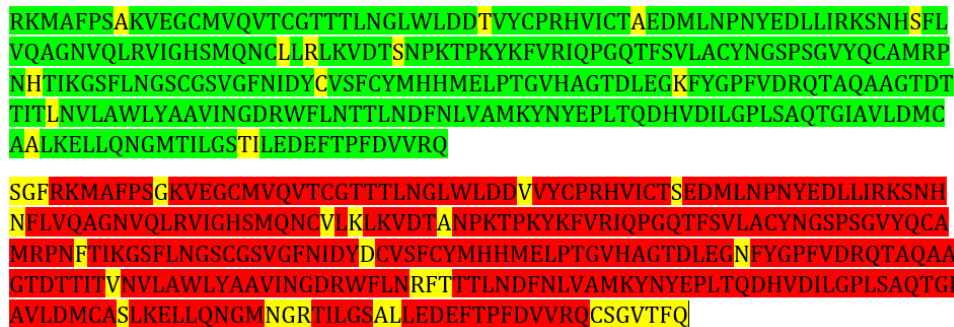 RKMAFPSAKVEGCMVQVTCGTTTLNGLWLDDTVYCPRHVICTAEDMLNPNYEDLLIRKSNHSFL
VQAGNVQLRVIGHSMQNCLLRLKVDTSNPKTPKYKFVRIQPGQTFSVLACYNGSPSGVYQCAMRP
NHTIKGSFLNGSCGSVGFNIDYCVSFCYMHHMELPTGVHAGTDLEGKFYGPFVDRQTAQAAGTDT
TITLNVLAWLYAAVINGDRWFLNTTLNDFNLVAMKYNYEPLTQDHVDILGPLSAQTGIAVLDMC
AALKELLQNGMTILGSTILEDEFTPFDVVRQ
SGFRKMAFPSGKVEGCMVQVTCGTTTLNGLWLDDVVYCPRHVICTSEDMLNPNYEDLLIRKSNH
NFLVQAGNVQLRVIGHSMQNCVLKLKVDTANPKTPKYKFVRIQPGQTFSVLACYNGSPSGVYQCA
MRPNFTIKGSFLNGSCGSVGFNIDYDCVSFCYMHHMELPTGVHAGTDLEGNFYGPFVDRQTAQAA
GTDTTITVNVLAWLYAAVINGDRWFLNRFTTTLNDFNLVAMKYNYEPLTQDHVDILGPLSAQTGI
AVLDMCASLKELLQNGMNGRTILGSALLEDEFTPFDVVRQCSGVTFQ